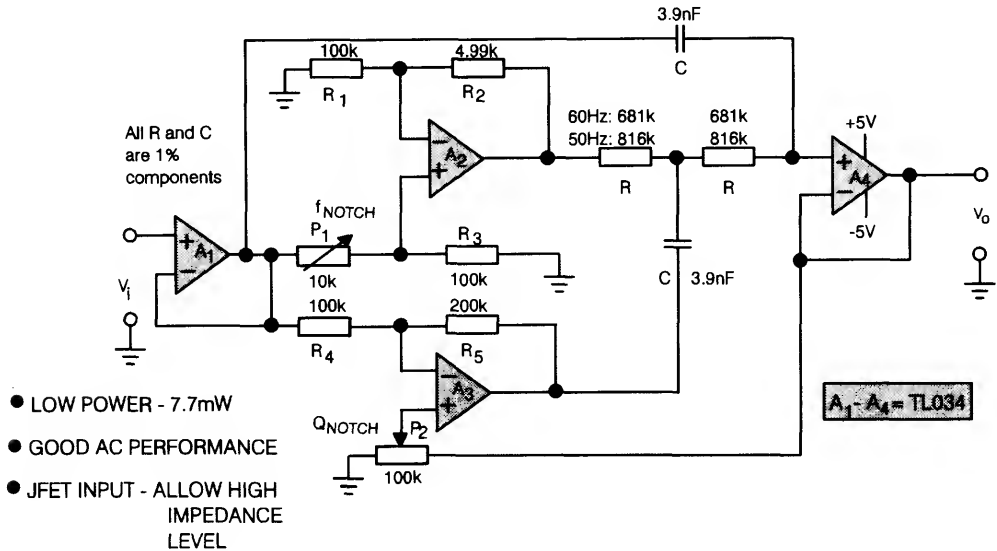 3.9nF
C
100k
R1
4.99k
R2
60Hz: 681k
50Hz: 816k
R
681k
816k
R
+5V
-5V
All R and C
are 1%
components
A1
+
−
A2
−
+
A3
−
+
A4
+
−
fNOTCH
P1
10k
R3
100k
C 3.9nF
Vi
Vo
100k
R4
200k
R5
QNOTCH
P2
100k
A1- A4= TL034
● LOW POWER - 7.7mW
● GOOD AC PERFORMANCE
● JFET INPUT - ALLOW HIGH
IMPEDANCE
LEVEL